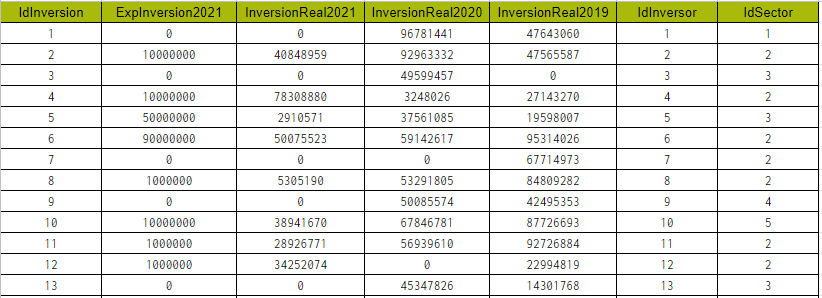 IdInversion ExpInversion2021 InversionReal2021 InversionReal2020 InversionReal2019 IdInversor IdSector
1 0 0 96781441 47643060 1 1
2 10000000 40848959 92963332 47565587 2 2
3 0 0 49599457 0 3 3
4 10000000 78308880 3248026 27143270 4 2
5 50000000 2910571 37561085 19598007 5 3
6 90000000 50075523 59142617 95314026 6 2
7 0 0 0 67714973 7 2
8 1000000 5305190 53291805 84809282 8 2
9 0 0 50085574 42495353 9 4
10 10000000 38941670 67846781 87726693 10 5
11 1000000 28926771 56939610 92726884 11 2
12 1000000 34252074 0 22994819 12 2
13 0 0 45347826 14301768 13 3